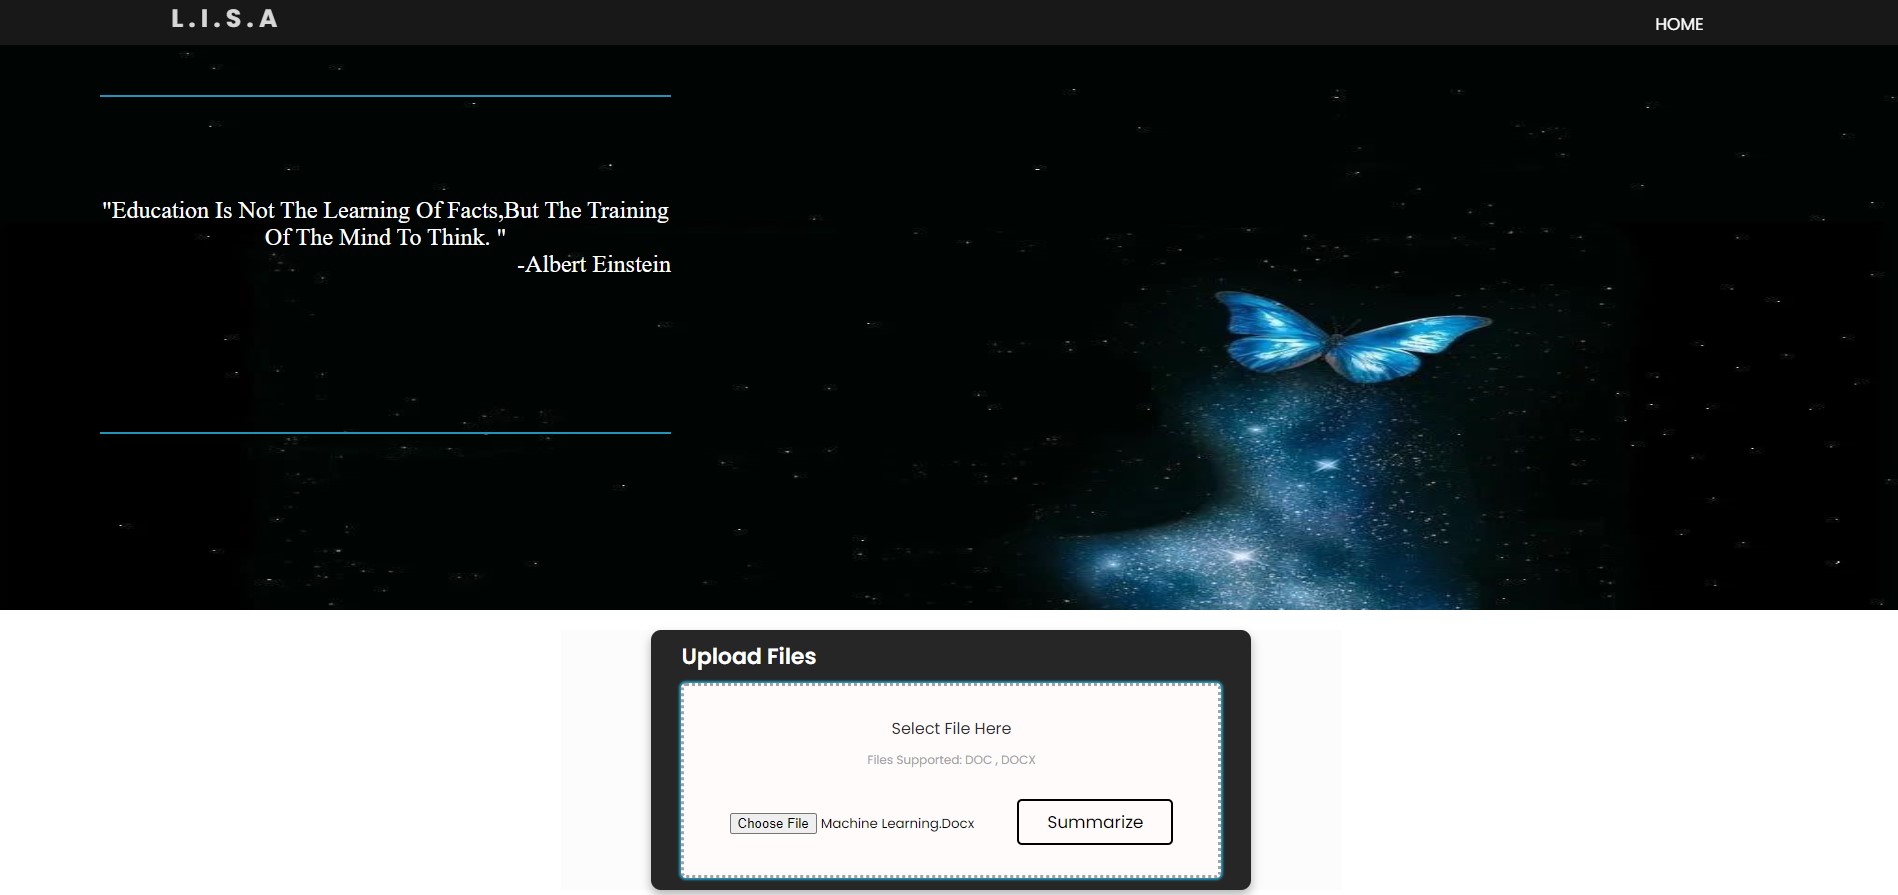 L.I.S.A
HOME
"Education Is Not The Learning Of Facts,But The Training
Of The Mind To Think. "
-Albert Einstein
Upload Files
Select File Here
Files Supported: DOC , DOCX
Choose File Machine Learning.Docx
Summarize